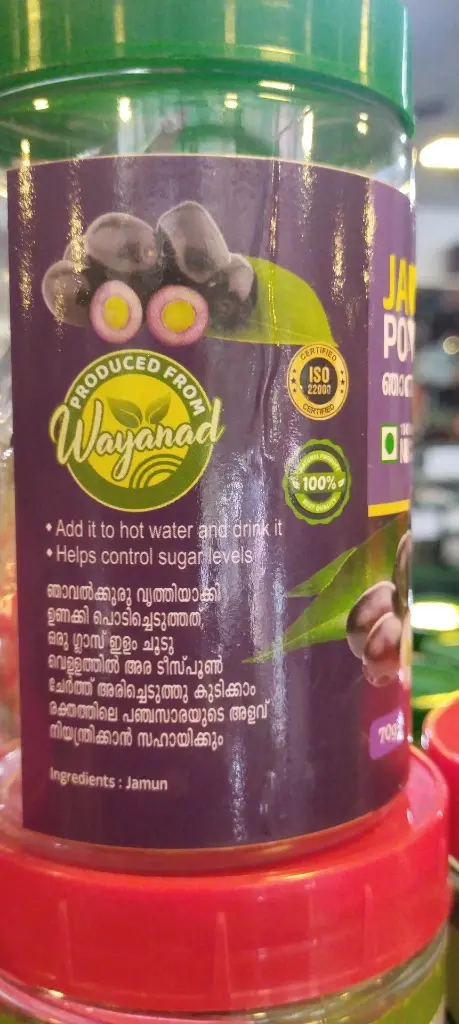 PRODUCED FROM
Wayanad
CERTIFIED
ISO
22000
CERTIFIED
100%
• Add it to hot water and drink it
• Helps control sugar levels
ഞാവൽക്കുരു വൃത്തിയാക്കി
ഉണക്കി പൊടിച്ചെടുത്തത്
ഒരു ഗ്ലാസ് ഇളം ചൂടു
വെള്ളത്തിൽ അര ടീസ്പൂൺ
ചേർത്ത് അരിച്ചെടുത്തു കുടിക്കാം
രക്തത്തിലെ പഞ്ചസാരയുടെ അളവ്
നിയന്ത്രിക്കാൻ സഹായിക്കും
Ingredients : Jamun